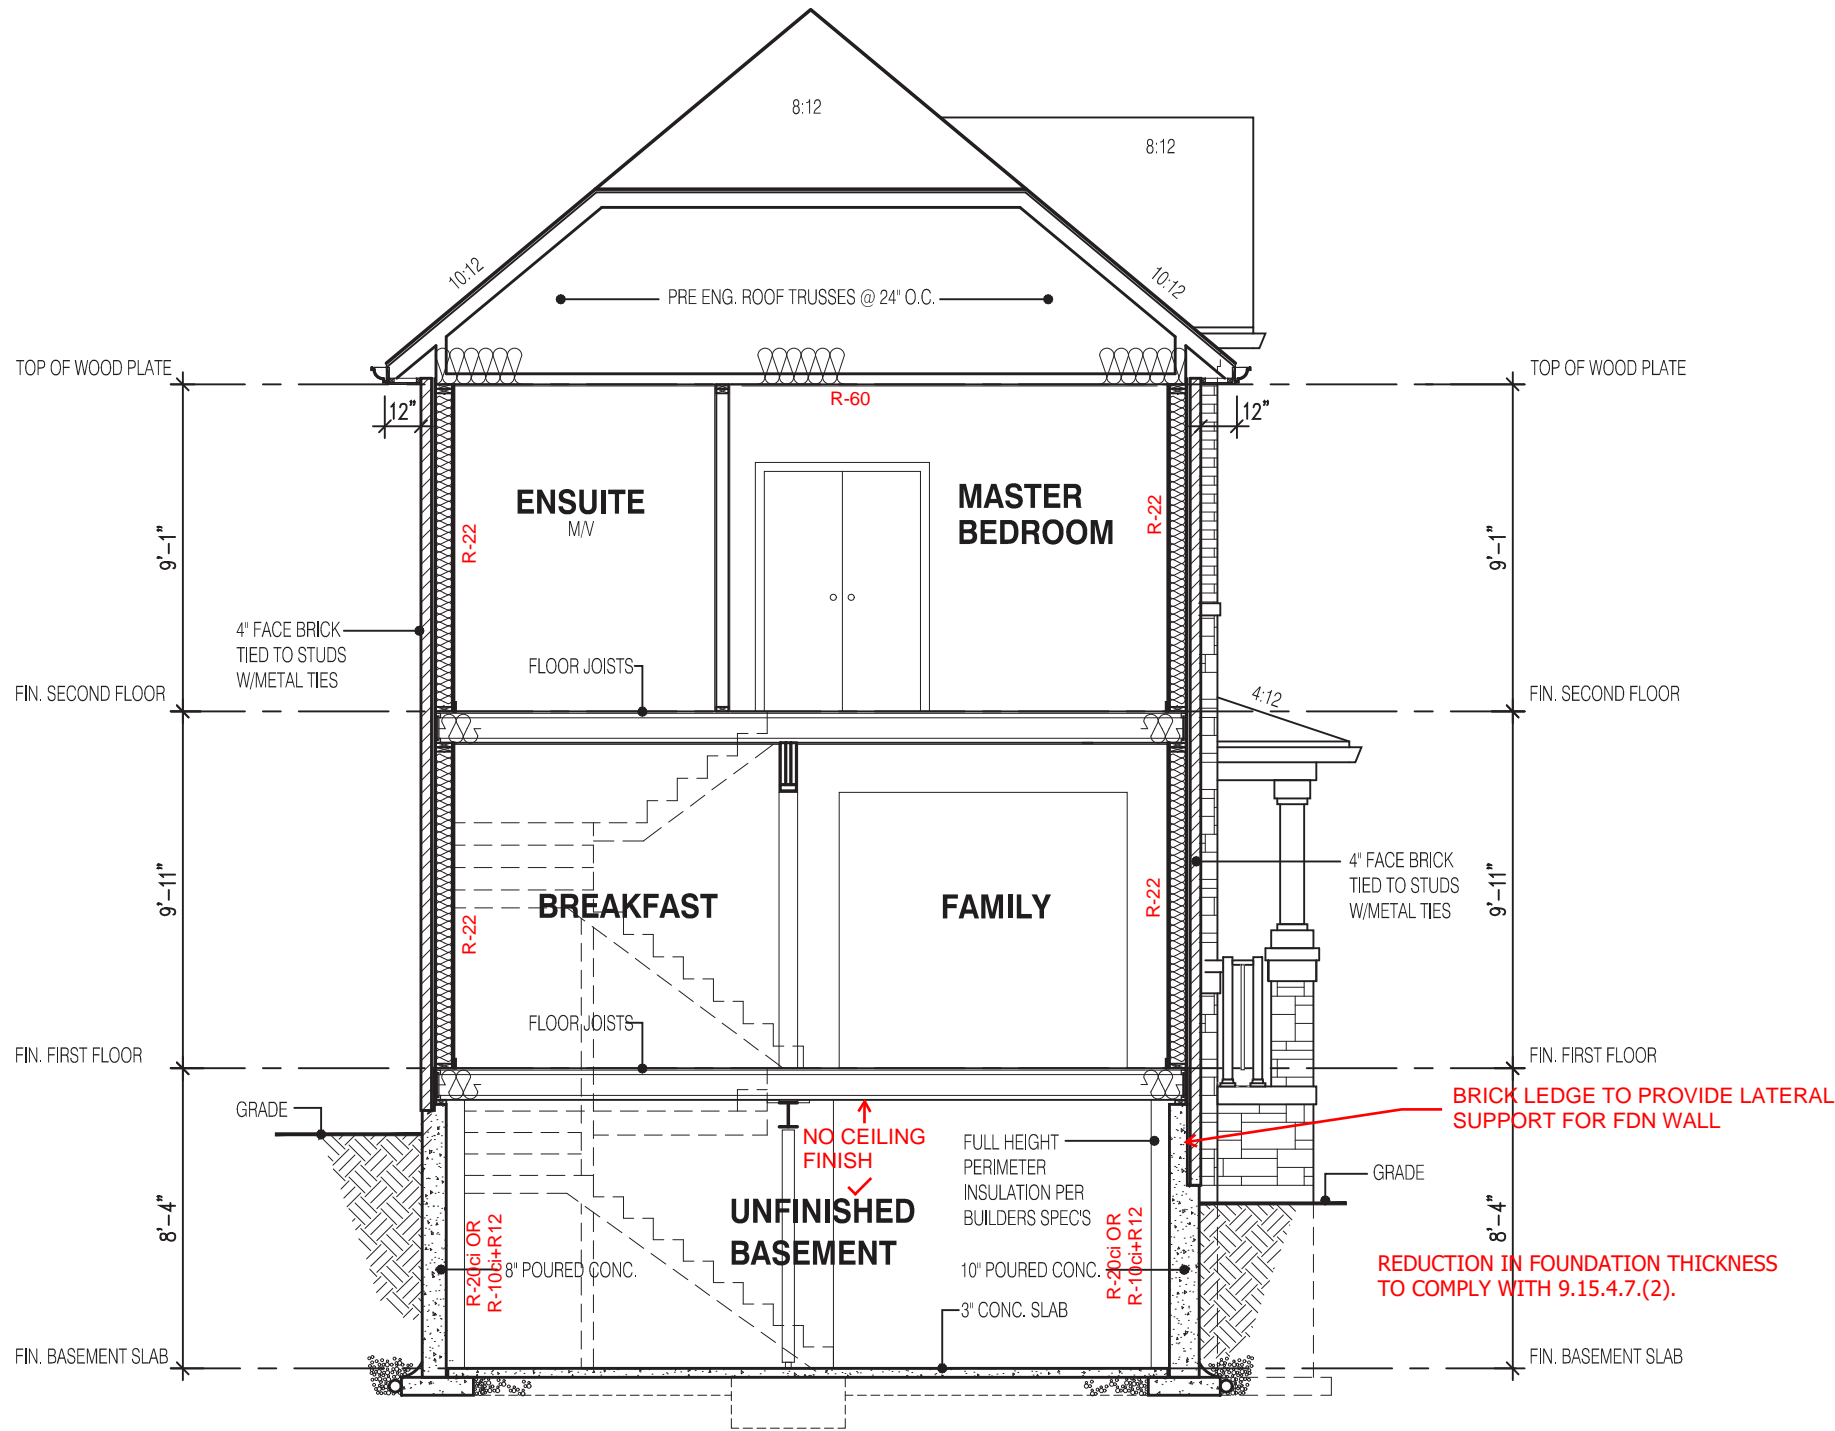 8:12
8:12
10:12
10:12
PRE ENG. ROOF TRUSSES @ 24" O.C.
TOP OF WOOD PLATE
TOP OF WOOD PLATE
12"
R-60
12"
ENSUITE
M/V
MASTER
BEDROOM
R-22
R-22
9'-1"
9'-1"
4" FACE BRICK
TIED TO STUDS
W/METAL TIES
FLOOR JOISTS
FIN. SECOND FLOOR
FIN. SECOND FLOOR
4:12
9'-11"
9'-11"
BREAKFAST
FAMILY
R-22
R-22
4" FACE BRICK
TIED TO STUDS
W/METAL TIES
FLOOR JOISTS
FIN. FIRST FLOOR
FIN. FIRST FLOOR
GRADE
BRICK LEDGE TO PROVIDE LATERAL
SUPPORT FOR FDN WALL
NO CEILING
FINISH
FULL HEIGHT
PERIMETER
INSULATION PER
BUILDERS SPEC'S
GRADE
UNFINISHED
BASEMENT
8'-4"
8'-4"
R-20ci OR
R-10ci+R12
8" POURED CONC.
10" POURED CONC.
R-20ci OR
R-10ci+R12
REDUCTION IN FOUNDATION THICKNESS
TO COMPLY WITH 9.15.4.7.(2).
3" CONC. SLAB
FIN. BASEMENT SLAB
FIN. BASEMENT SLAB